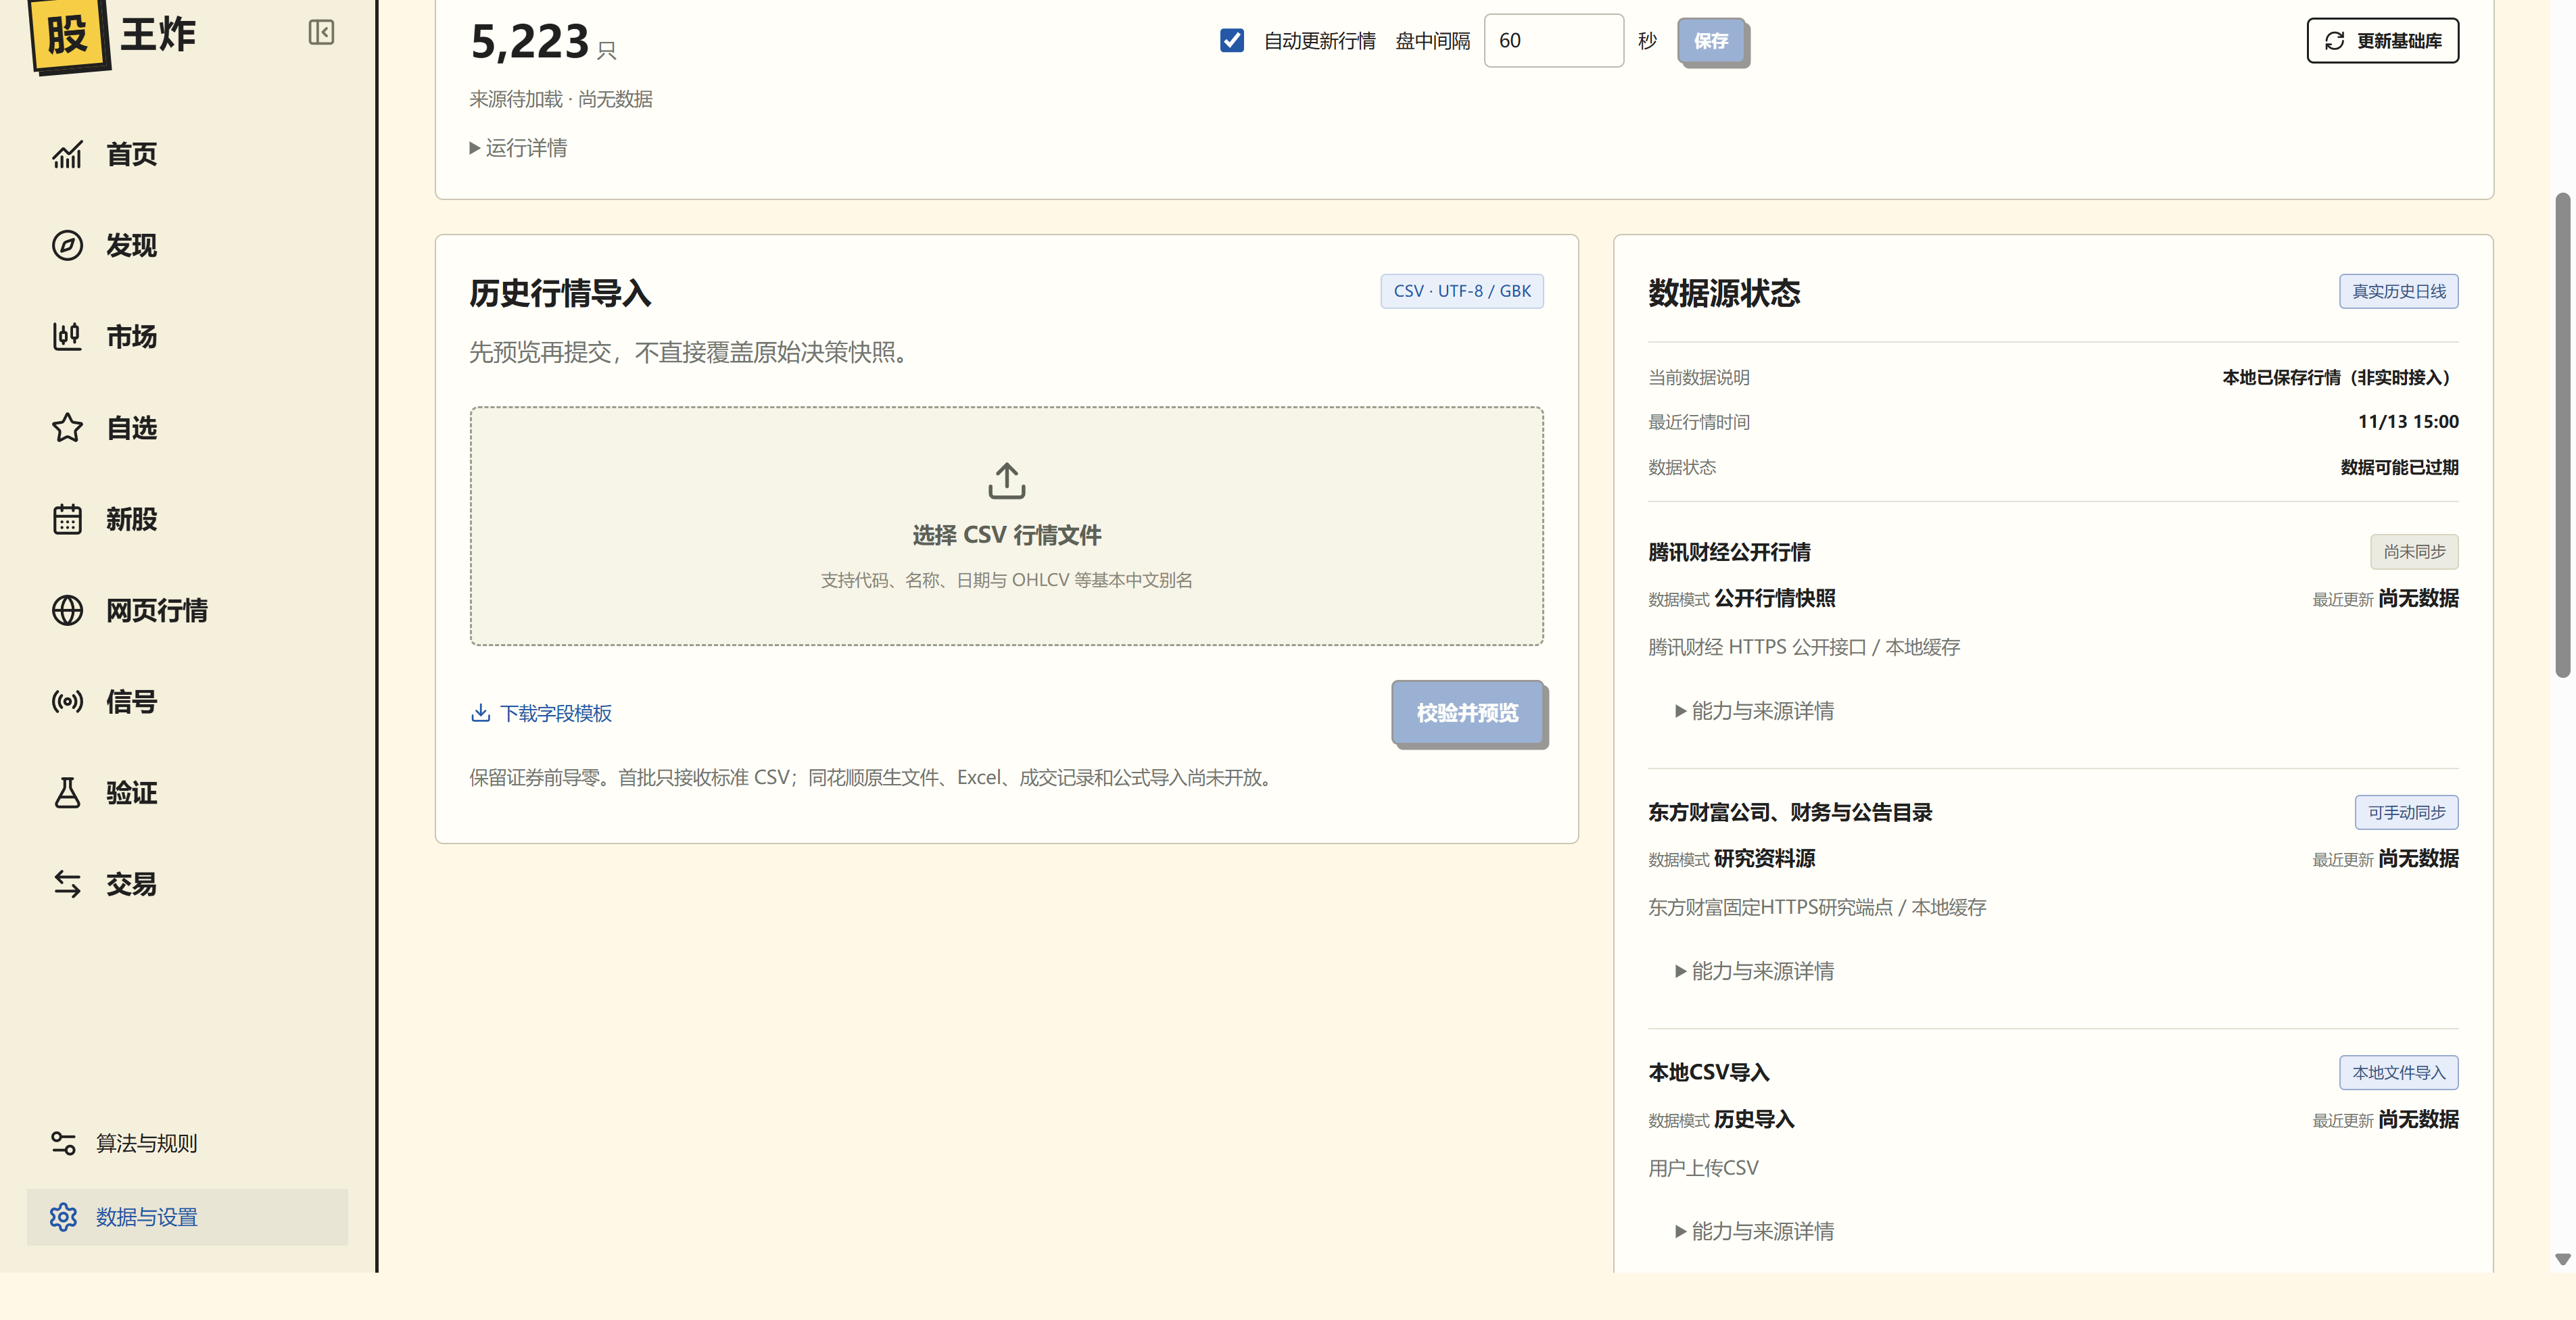 股 王炸
首页
发现
市场
自选
新股
网页行情
信号
验证
交易
算法与规则
数据与设置
5,223 只
自动更新行情 盘中间隔 60 秒 保存
更新基础库
来源待加载 · 尚无数据
运行详情
历史行情导入
CSV · UTF-8 / GBK
先预览再提交，不直接覆盖原始决策快照。
选择 CSV 行情文件
支持代码、名称、日期与 OHLCV 等基本中文别名
下载字段模板
校验并预览
保留证券前导零。首批只接收标准 CSV；同花顺原生文件、Excel、成交记录和公式导入尚未开放。
数据源状态
真实历史日线
当前数据说明 本地已保存行情（非实时接入）
最近行情时间 11/13 15:00
数据状态 数据可能已过期
腾讯财经公开行情 尚未同步
数据模式 公开行情快照 最近更新 尚无数据
腾讯财经 HTTPS 公开接口 / 本地缓存
能力与来源详情
东方财富公司、财务与公告目录 可手动同步
数据模式 研究资料源 最近更新 尚无数据
东方财富固定HTTPS研究端点 / 本地缓存
能力与来源详情
本地CSV导入 本地文件导入
数据模式 历史导入 最近更新 尚无数据
用户上传CSV
能力与来源详情